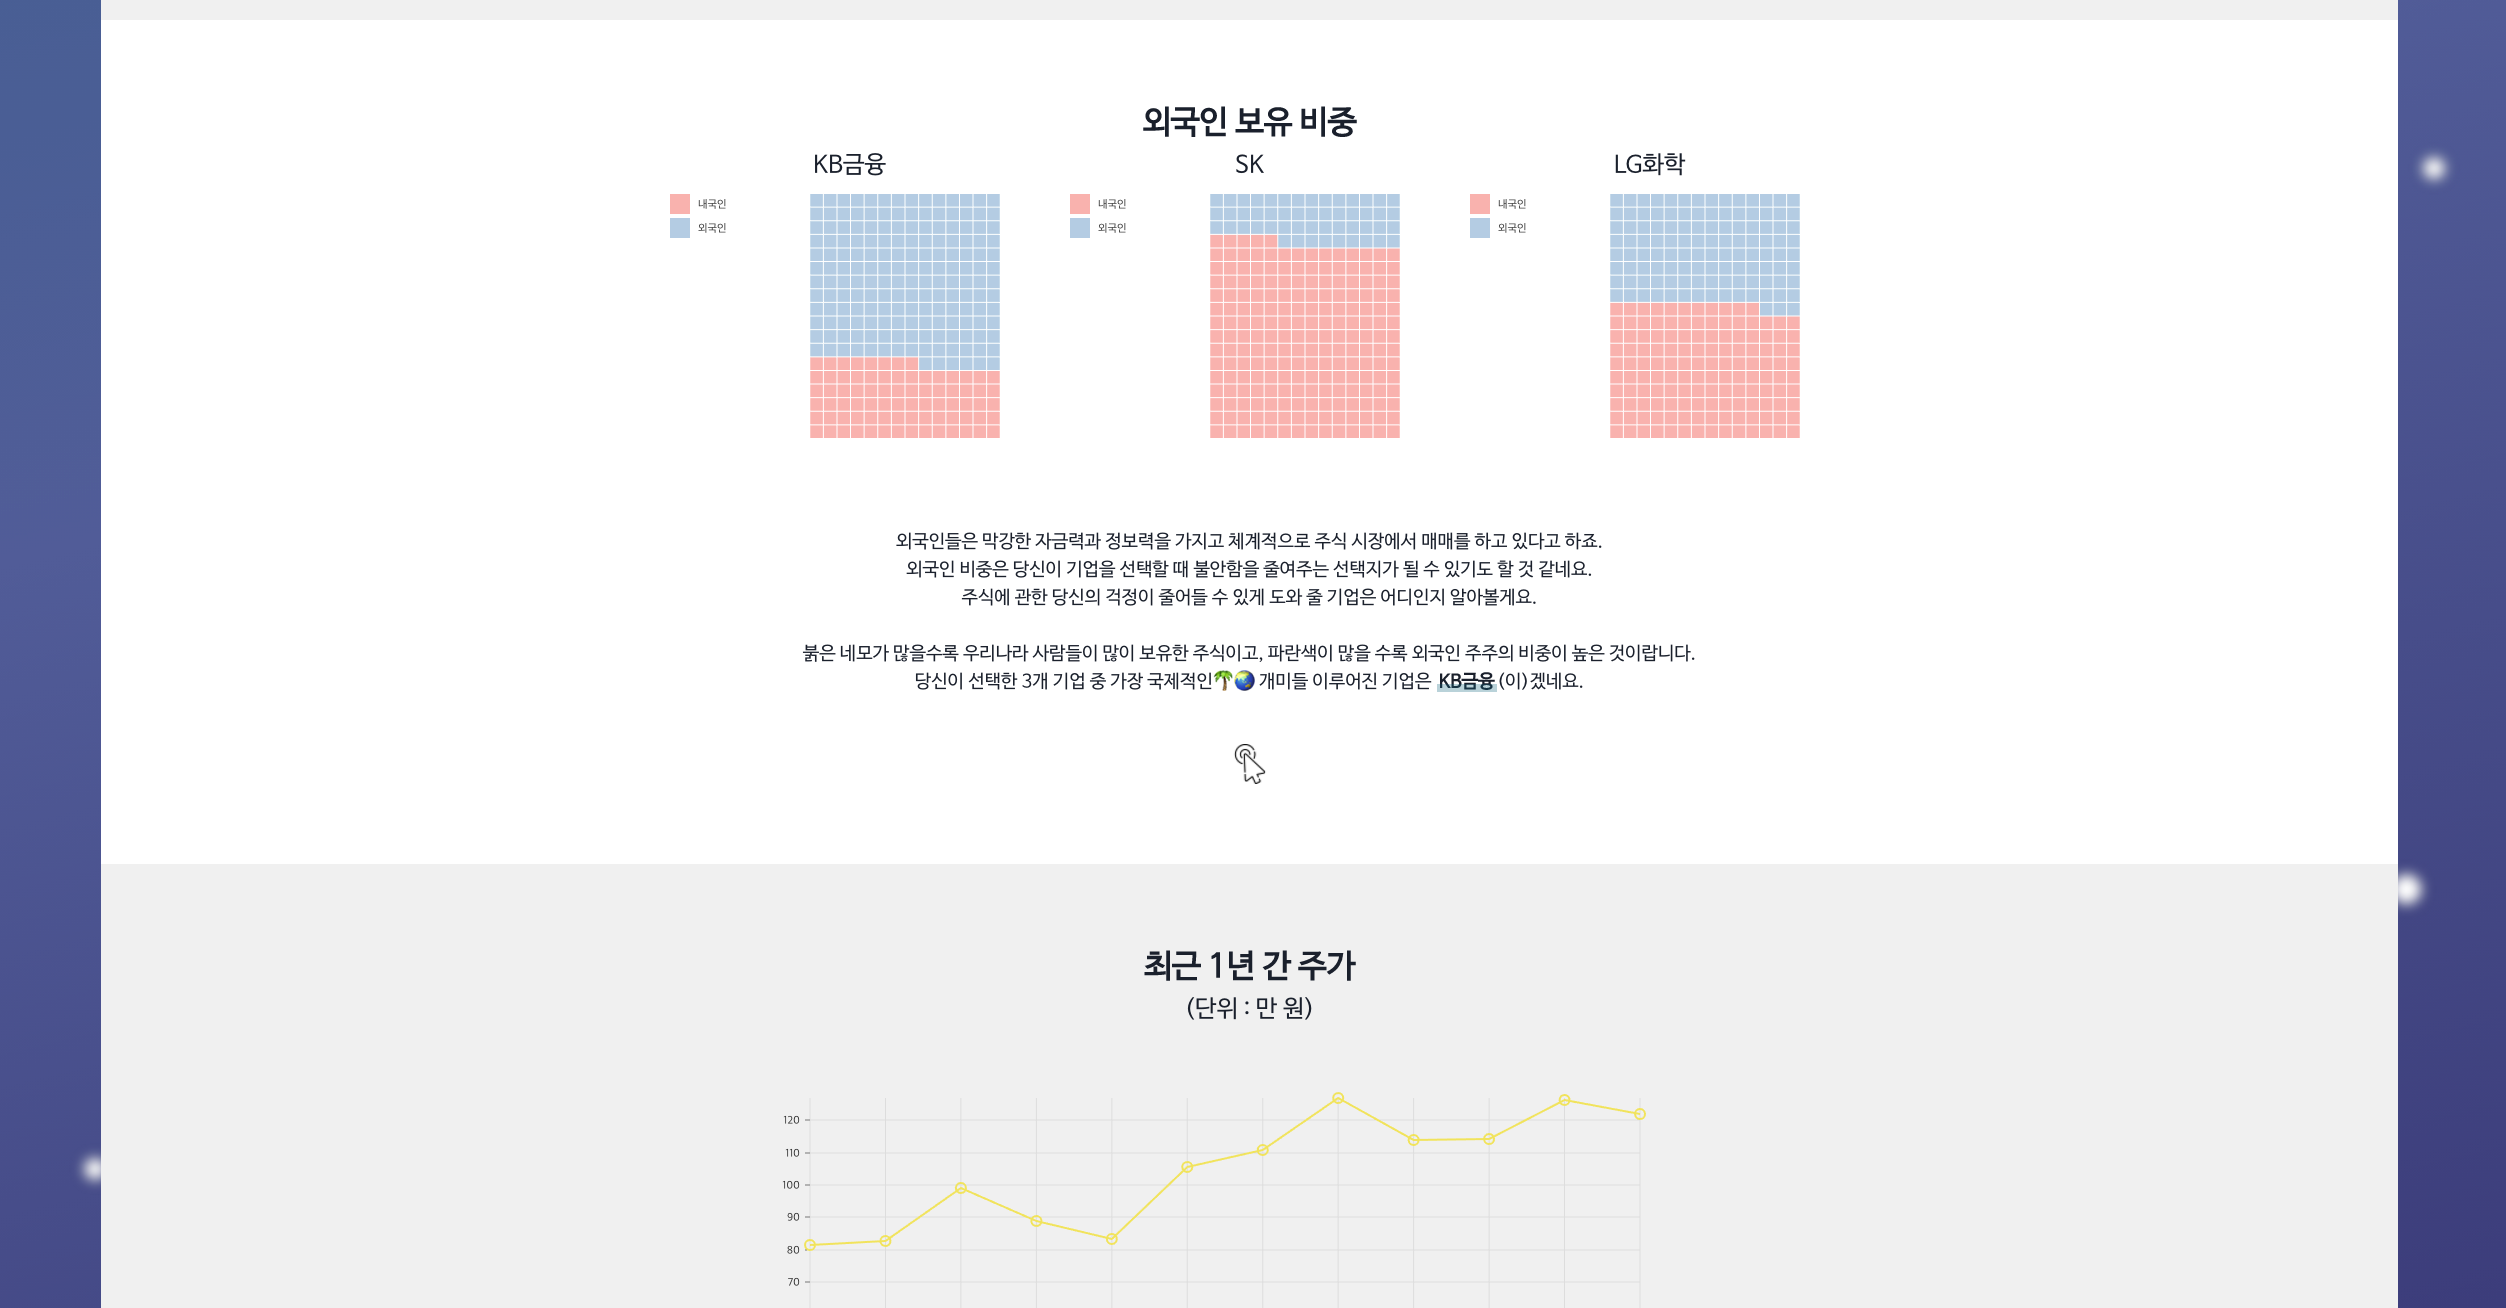 외국인 보유 비중
KB금융
SK
LG화학
내국인
외국인
내국인
외국인
내국인
외국인
외국인들은 막강한 자금력과 정보력을 가지고 체계적으로 주식 시장에서 매매를 하고 있다고 하죠.
외국인 비중은 당신이 기업을 선택할 때 불안함을 줄여주는 선택지가 될 수 있기도 할 것 같네요.
주식에 관한 당신의 걱정이 줄어들 수 있게 도와 줄 기업은 어디인지 알아볼게요.
붉은 네모가 많을수록 우리나라 사람들이 많이 보유한 주식이고, 파란색이 많을 수록 외국인 주주의 비중이 높은 것이랍니다.
당신이 선택한 3개 기업 중 가장 국제적인🌴🌏 개미들 이루어진 기업은 KB금융 (이)겠네요.
최근 1년 간 주가
(단위 : 만 원)
120
110
100
90
80
70